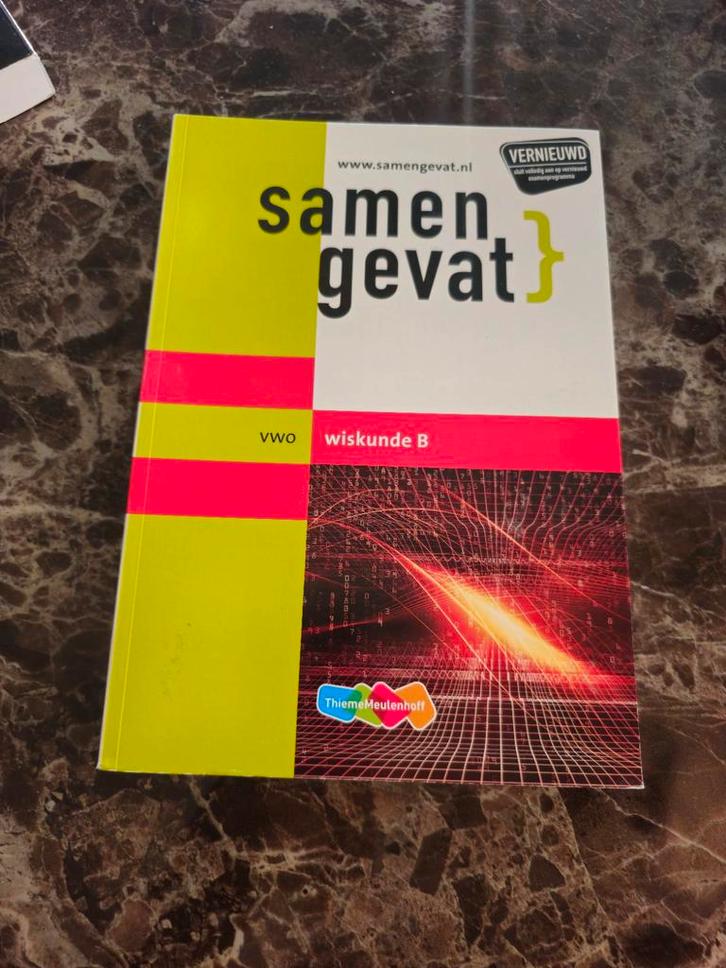 www.samengevat.nl
VERNIEUWD
sluit volledig aan op vernieuwd
examenprogramma
samen
gevat}
vwo
wiskunde B
ThiemeMeulenhoff